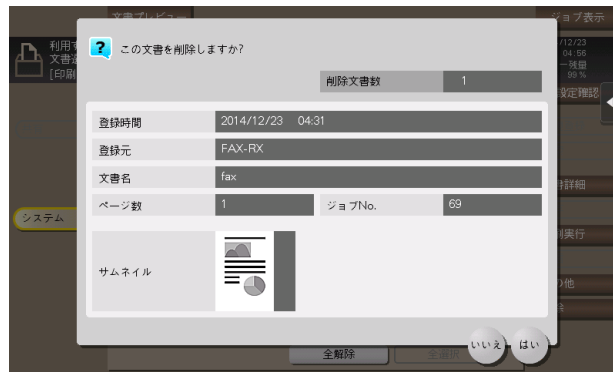 文書プレビュー
ジョブ表示
利用
文書
[印刷
この文書を削除しますか?
/12/23
04:56
残量
99 %
削除文書数
1
設定確認
登録時間
2014/12/23 04:31
登録元
FAX-RX
文書名
fax
詳細
ページ数
1
ジョブNo.
69
システム
実行
サムネイル
他
いいえ
はい
全解除
全選択